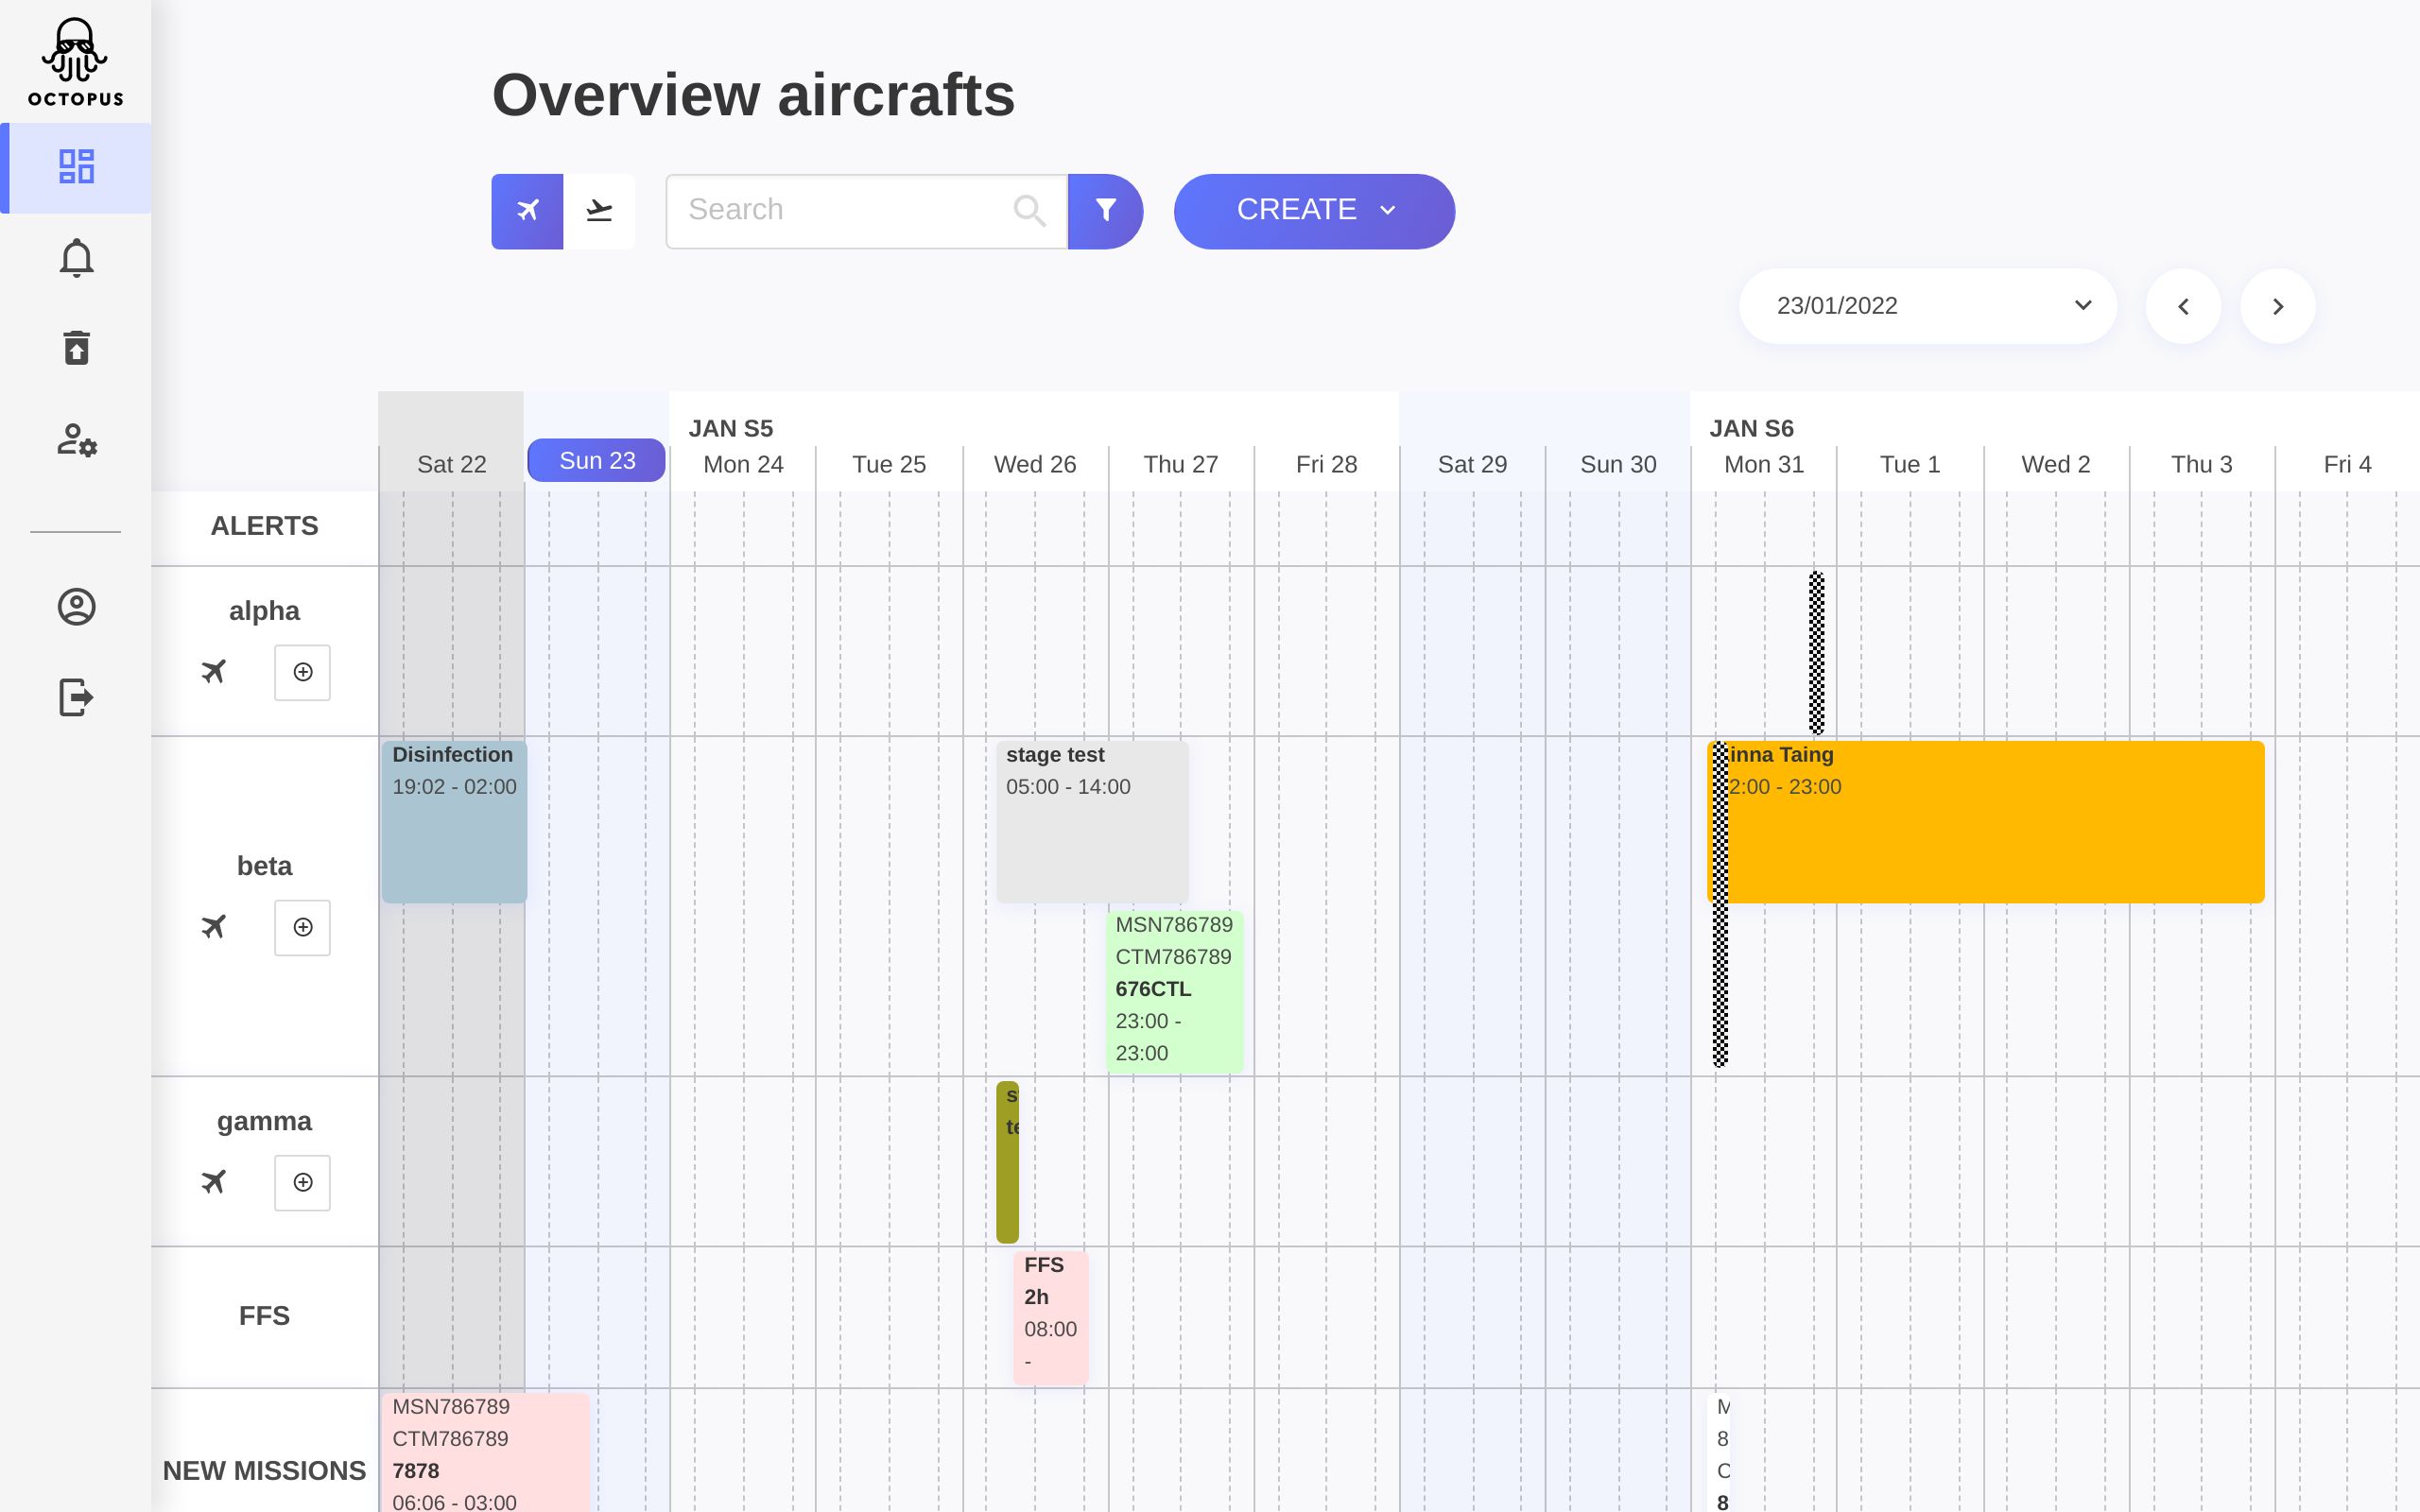 OCTOPUS
Overview aircrafts
Search
CREATE
23/01/2022
JAN S5
JAN S6
Sat 22
Sun 23
Mon 24
Tue 25
Wed 26
Thu 27
Fri 28
Sat 29
Sun 30
Mon 31
Tue 1
Wed 2
Thu 3
Fri 4
ALERTS
alpha
beta
Disinfection
19:02 - 02:00
stage test
05:00 - 14:00
inna Taing
2:00 - 23:00
MSN786789
CTM786789
676CTL
23:00 -
23:00
gamma
FFS
FFS
2h
08:00
-
NEW MISSIONS
MSN786789
CTM786789
7878
06:06 - 03:00
M
8
C
8